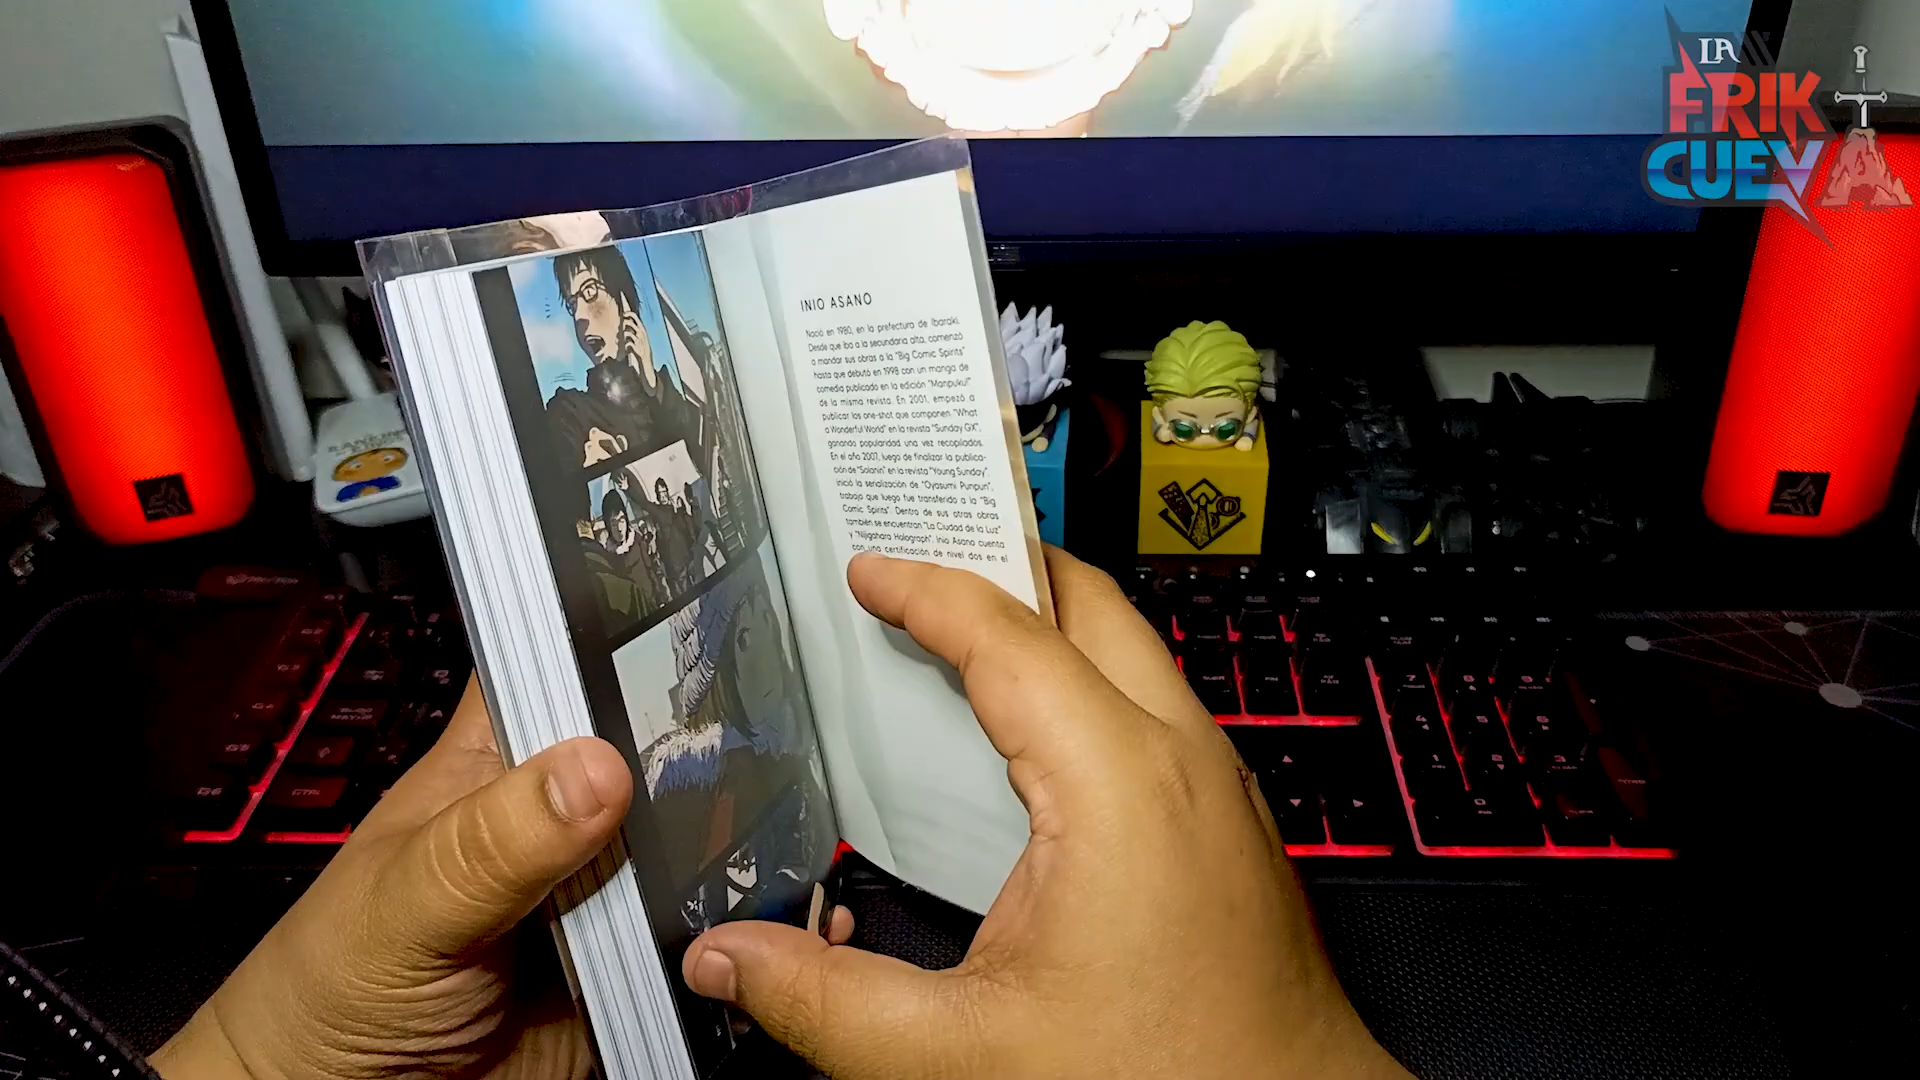 LA
FRIK
CUEVA
INIO ASANO
Nació en 1980, en la prefectura de Ibaraki.
Desde que iba a la secundaria alta, comenzó
a mandar sus obras a la "Big Comic Spirits"
hasta que debutó en 1998 con un manga de
comedia publicado en la edición "Manpuku!"
de la misma revista. En 2001, empezó a
publicar los one-shot que componen "What
a Wonderful World" en la revista "Sunday GX",
ganando popularidad una vez recopilados.
En el año 2007, luego de finalizar la publica-
ción de "Solanin" en la revista "Young Sunday",
inició la serialización de "Oyasumi Punpun",
trabajo que luego fue transferido a la "Big
Comic Spirits". Dentro de sus otras obras
también se encuentran "La Ciudad de la Luz"
y "Nijigahara Holograph". Inio Asano cuenta
con una certificación de nivel dos en el
RANKING